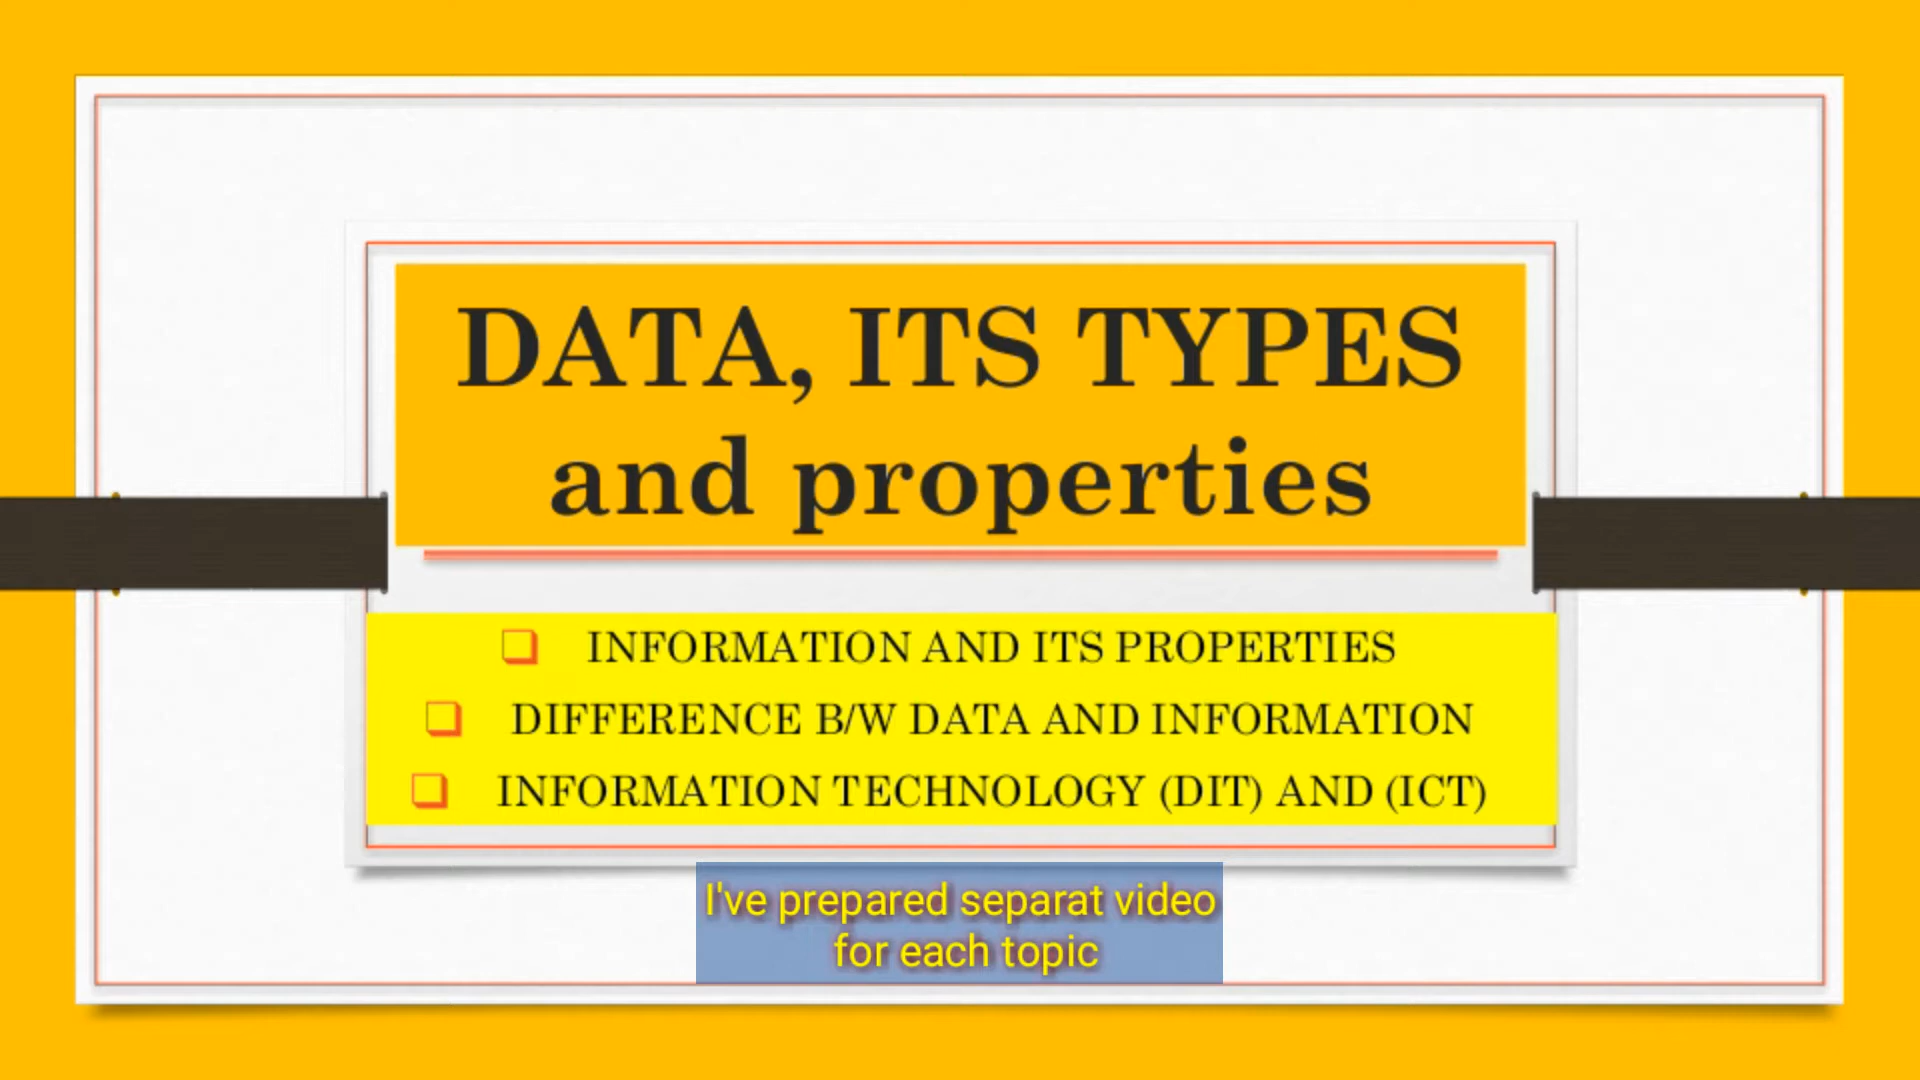 DATA, ITS TYPES
and properties
INFORMATION AND ITS PROPERTIES
DIFFERENCE B/W DATA AND INFORMATION
INFORMATION TECHNOLOGY (DIT) AND (ICT)
I've prepared separat video
for each topic